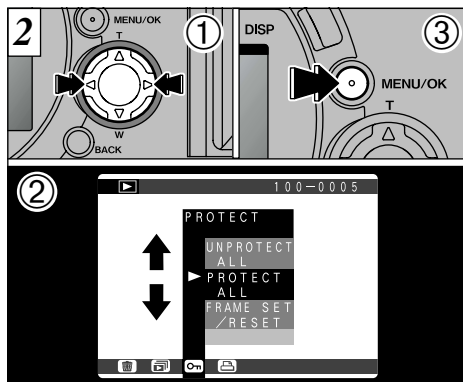 2
MENU/OK
T
①
W
BACK
DISP
③
MENU/OK
T
②
100-0005
PROTECT
UNPROTECT
ALL
PROTECT
ALL
FRAME SET
/RESET